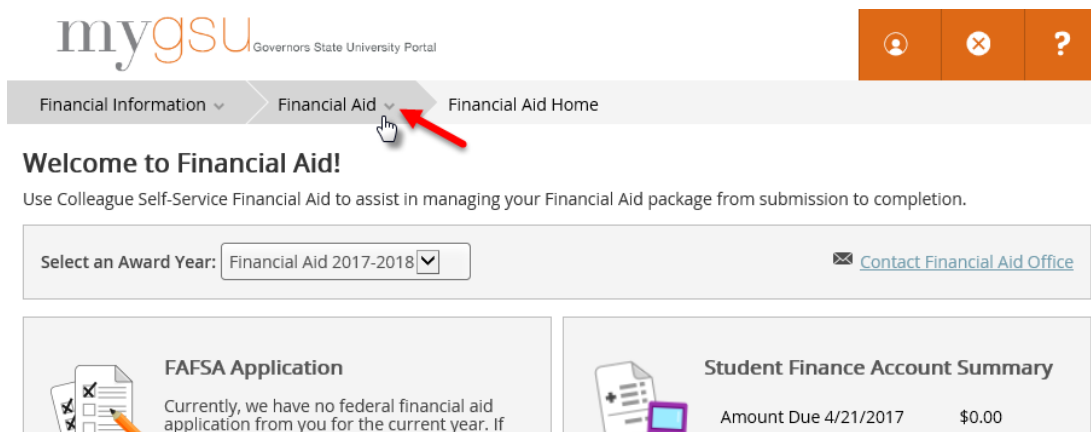 mygsu Governors State University Portal
?
Financial Information Financial Aid Financial Aid Home
Welcome to Financial Aid!
Use Colleague Self-Service Financial Aid to assist in managing your Financial Aid package from submission to completion.
Select an Award Year: Financial Aid 2017-2018 Contact Financial Aid Office
FAFSA Application
Currently, we have no federal financial aid
application from you for the current year. If
Student Finance Account Summary
Amount Due 4/21/2017 $0.00